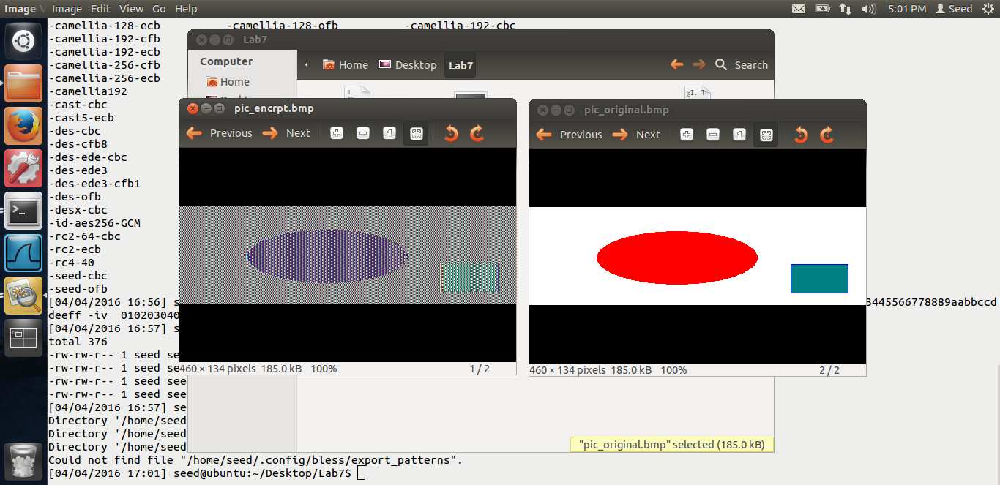 Image Image Edit View Go Help 5:01 PM Seed
-camellia-128-ecb -camellia-128-ofb -camellia-192-cbc
-camellia-192-cfb
-camellia-192-ecb
-camellia-256-cfb
-camellia-256-ecb
-camellia192
-cast-cbc
-cast5-ecb
-des-cbc
-des-cfb8
-des-ede-cbc
-des-ede3
-des-ede3-cfb1
-des-ofb
-desx-cbc
-id-aes256-GCM
-rc2-64-cbc
-rc2-ecb
-rc4-40
-seed-cbc
-seed-ofb
[04/04/2016 16:56] s 3445566778889aabbccd
deeff -iv 010203040
[04/04/2016 16:57] s
total 376
-rw-rw-r-- 1 seed se
-rw-rw-r-- 1 seed see
-rw-rw-r-- 1 seed see
-rw-rw-r-- 1 seed see
[04/04/2016 16:57] see
Directory '/home/seed
Directory '/home/seed
Directory '/home/seed
Could not find file "/home/seed/.config/bless/export_patterns".
[04/04/2016 17:01] seed@ubuntu:~/Desktop/Lab7$
Lab7
Computer
Home
Home Desktop Lab7 Search
@I. T
pic_encrpt.bmp
Previous Next
460 × 134 pixels 185.0 kB 100% 1 / 2
pic_original.bmp
Previous Next
460 × 134 pixels 185.0 kB 100% 2 / 2
"pic_original.bmp" selected (185.0 kB)